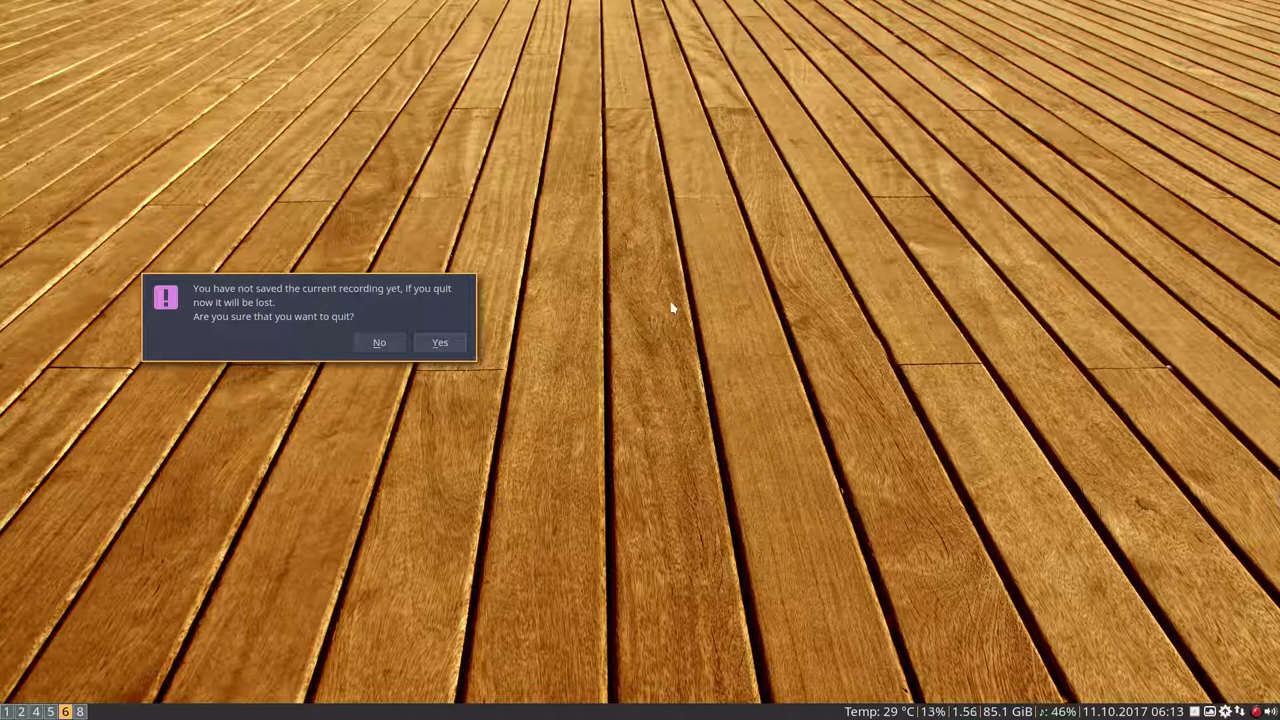 You have not saved the current recording yet, if you quit
now it will be lost.
Are you sure that you want to quit?
No Yes
1 2 4 5 6 8 Temp: 29 °C 13% 1.56 85.1 GiB ♪: 46% 11.10.2017 06:13